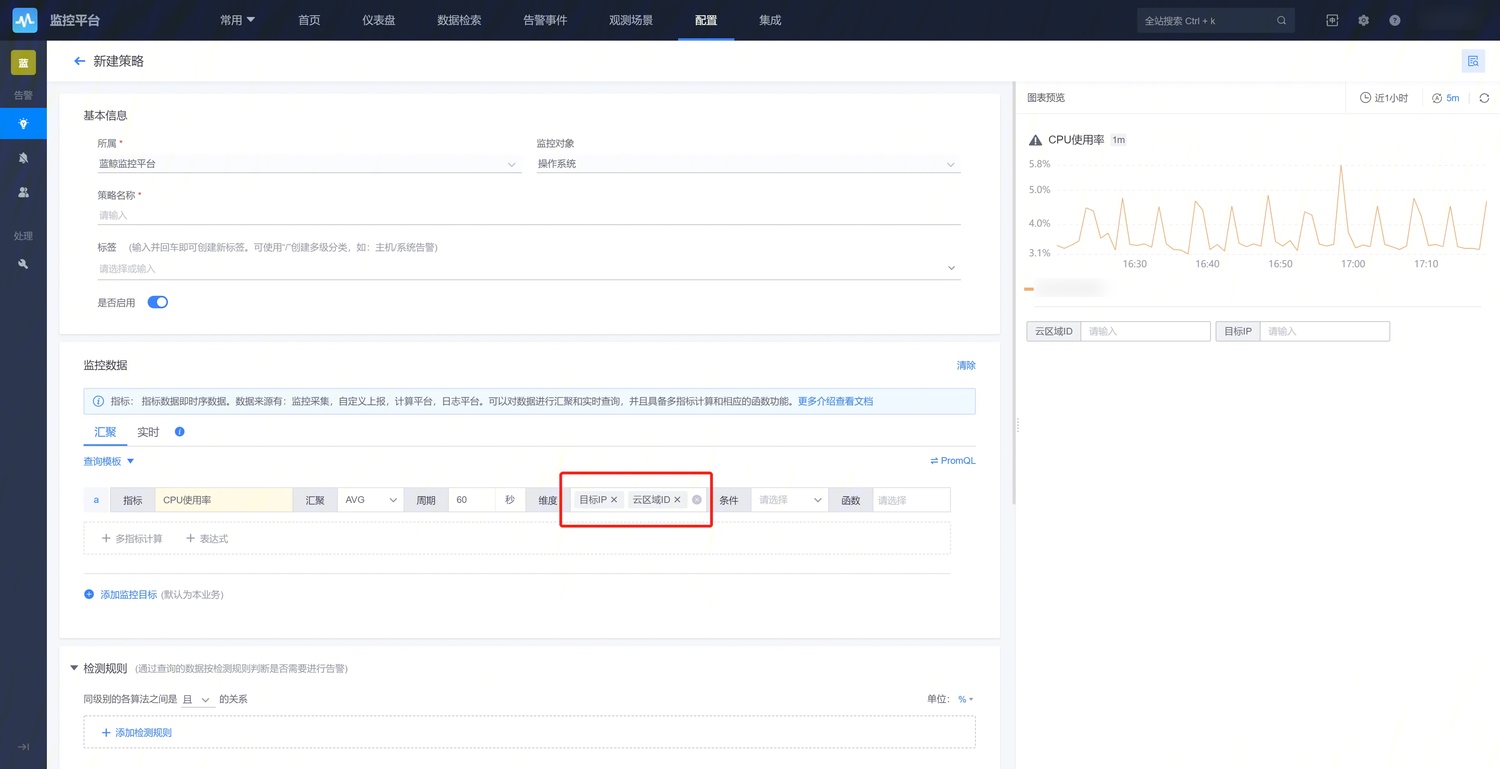 监控平台
常用 首页 仪表盘 数据检索 告警事件 观测场景 配置 集成
全站搜索 Ctrl + k
蓝
告警
处理
新建策略
基本信息
所属 * 监控对象
蓝鲸监控平台 操作系统
策略名称 *
请输入
标签 (输入并回车即可创建新标签。可使用“/”创建多级分类，如：主机/系统告警)
请选择或输入
是否启用
监控数据 清除
指标： 指标数据即时序数据。数据来源有：监控采集，自定义上报，计算平台，日志平台。可以对数据进行汇聚和实时查询，并且具备多指标计算和相应的函数功能。更多介绍查看文档
汇聚 实时
查询模板 PromQL
a 指标 CPU使用率 汇聚 AVG 周期 60 秒 维度 目标IP × 云区域ID × 条件 请选择 函数 请选择
+ 多指标计算 + 表达式
添加监控目标 (默认为本业务)
检测规则 (通过查询的数据按检测规则判断是否需要进行告警)
同级别的各算法之间是 且 的关系 单位： %
+ 添加检测规则
图表预览 近1小时 5m
CPU使用率 1m
5.8%
5.0%
4.0%
3.1%
16:30 16:40 16:50 17:00 17:10
云区域ID 请输入 目标IP 请输入